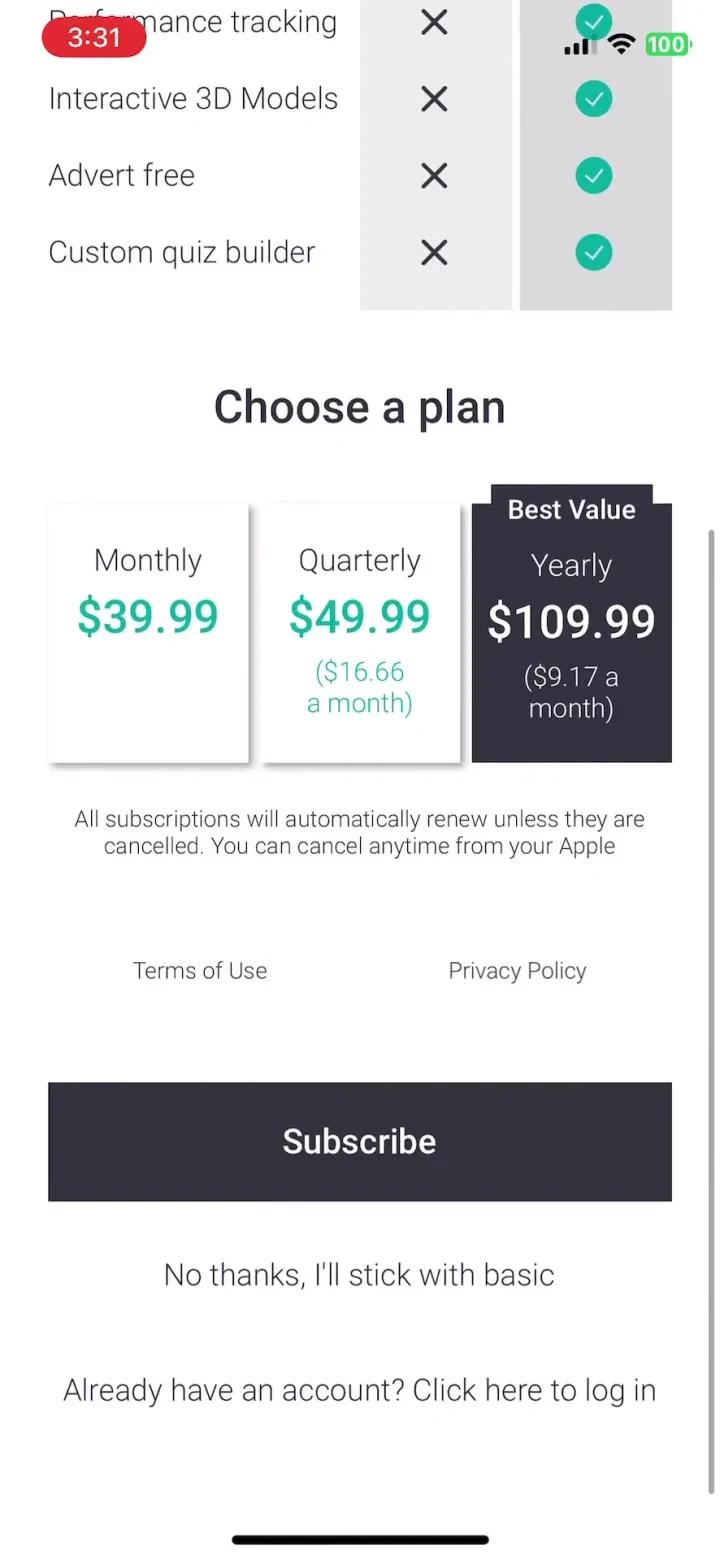 Performance tracking
3:31
100
Interactive 3D Models
Advert free
Custom quiz builder
Choose a plan
Best Value
Monthly
$39.99
Quarterly
$49.99
($16.66
a month)
Yearly
$109.99
($9.17 a
month)
All subscriptions will automatically renew unless they are
cancelled. You can cancel anytime from your Apple
Terms of Use
Privacy Policy
Subscribe
No thanks, I'll stick with basic
Already have an account? Click here to log in